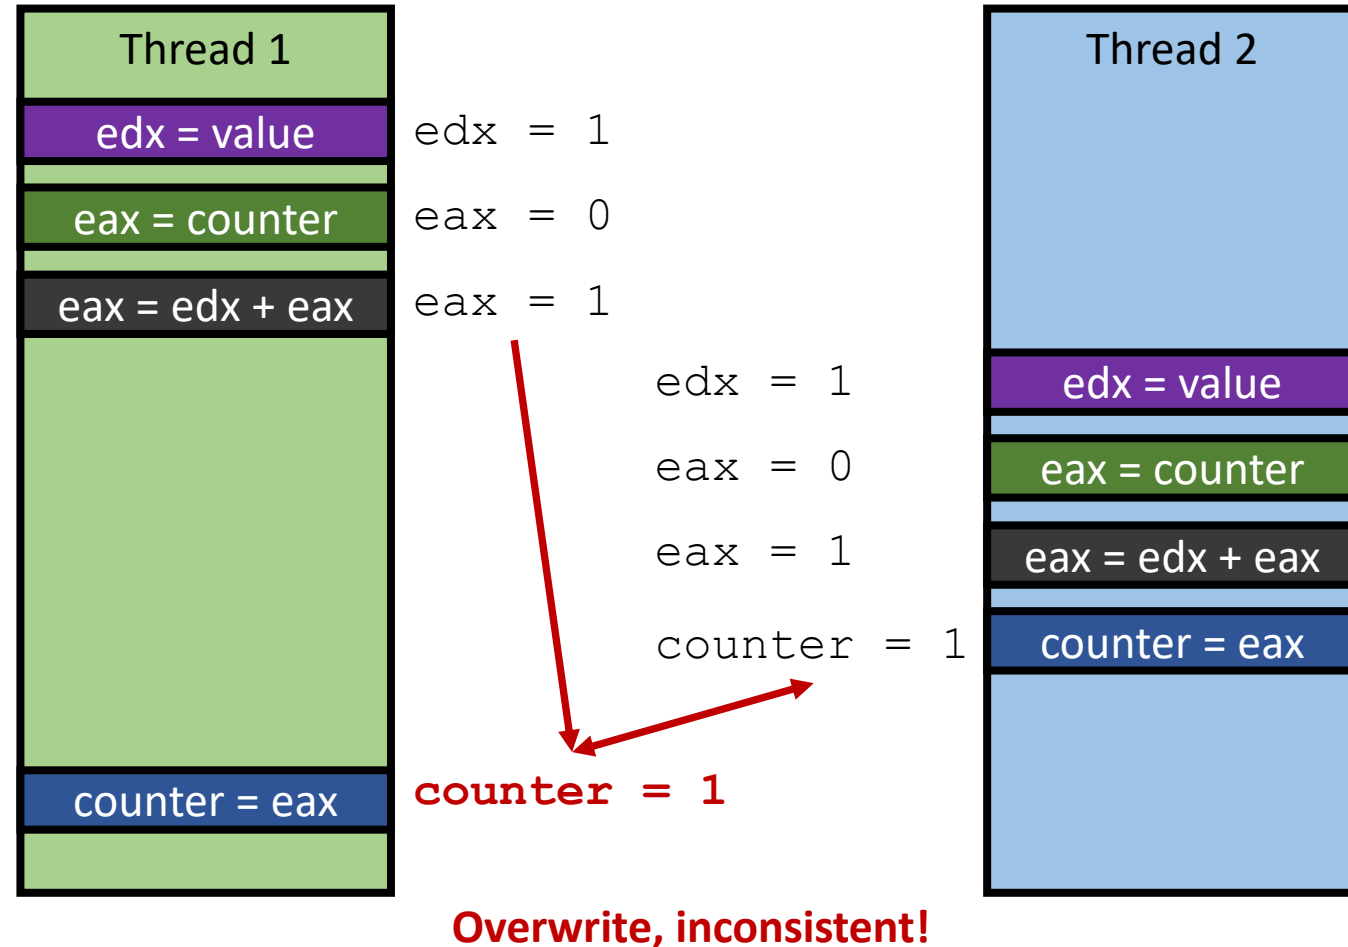 Thread 1
Thread 2
edx = value
edx = 1
eax = counter
eax = 0
eax = edx + eax
eax = 1
edx = 1
edx = value
eax = 0
eax = counter
eax = 1
eax = edx + eax
counter = 1
counter = eax
counter = eax
counter = 1
Overwrite, inconsistent!